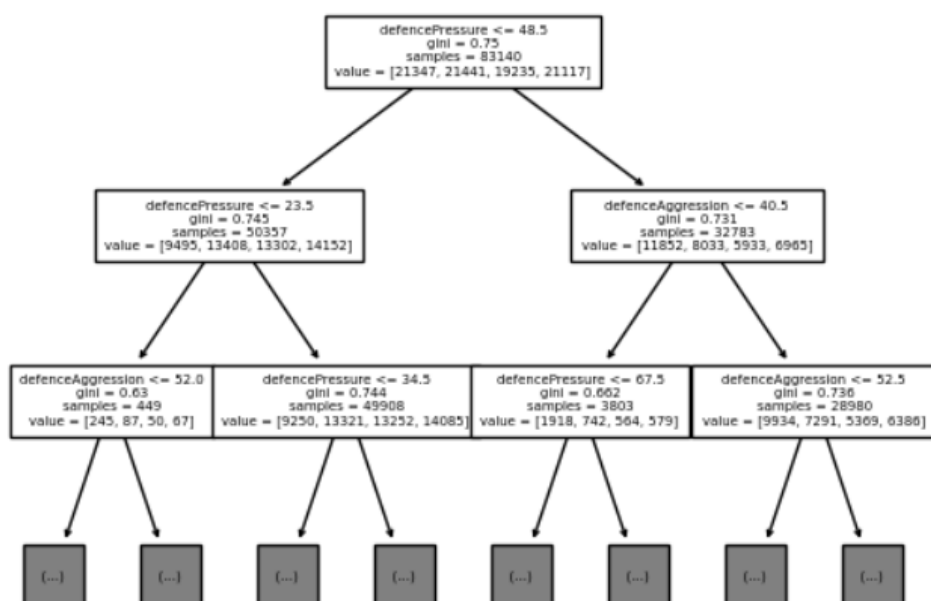 defencePressure <= 48.5
gini = 0.75
samples = 83140
value = [21347, 21441, 19235, 21117]
defencePressure <= 23.5
gini = 0.745
samples = 50357
value = [9495, 13408, 13302, 14152]
defenceAggression <= 40.5
gini = 0.731
samples = 32783
value = [11852, 8033, 5933, 6965]
defenceAggression <= 52.0
gini = 0.63
samples = 449
value = [245, 87, 50, 67]
defencePressure <= 34.5
gini = 0.744
samples = 49908
value = [9250, 13321, 13252, 14085]
defencePressure <= 67.5
gini = 0.662
samples = 3803
value = [1918, 742, 564, 579]
defenceAggression <= 52.5
gini = 0.736
samples = 28980
value = [9934, 7291, 5369, 6386]
(...)
(...)
(...)
(...)
(...)
(...)
(...)
(...)